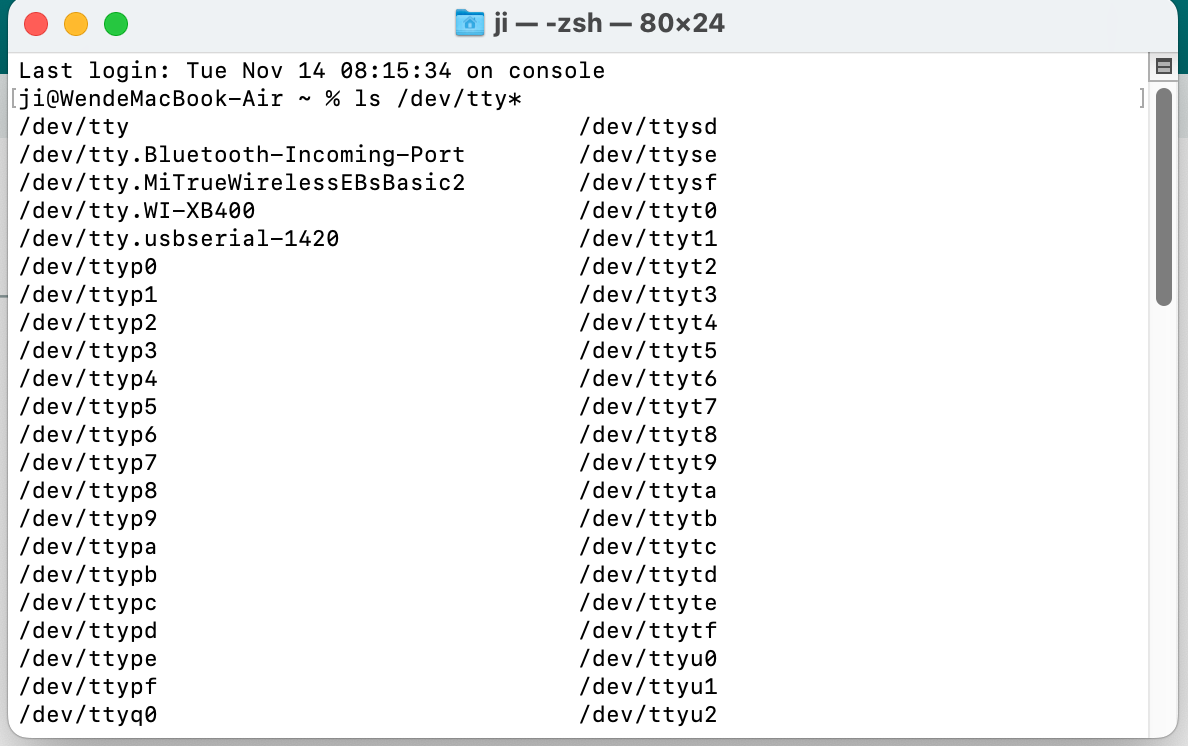 ji — -zsh — 80×24
Last login: Tue Nov 14 08:15:34 on console
[ji@WendeMacBook-Air ~ % ls /dev/tty* ]
/dev/tty /dev/ttysd
/dev/tty.Bluetooth-Incoming-Port /dev/ttyse
/dev/tty.MiTrueWirelessEBsBasic2 /dev/ttysf
/dev/tty.WI-XB400 /dev/ttyt0
/dev/tty.usbserial-1420 /dev/ttyt1
/dev/ttyp0 /dev/ttyt2
/dev/ttyp1 /dev/ttyt3
/dev/ttyp2 /dev/ttyt4
/dev/ttyp3 /dev/ttyt5
/dev/ttyp4 /dev/ttyt6
/dev/ttyp5 /dev/ttyt7
/dev/ttyp6 /dev/ttyt8
/dev/ttyp7 /dev/ttyt9
/dev/ttyp8 /dev/ttyta
/dev/ttyp9 /dev/ttytb
/dev/ttypa /dev/ttytc
/dev/ttypb /dev/ttytd
/dev/ttypc /dev/ttyte
/dev/ttypd /dev/ttytf
/dev/ttype /dev/ttyu0
/dev/ttypf /dev/ttyu1
/dev/ttyq0 /dev/ttyu2